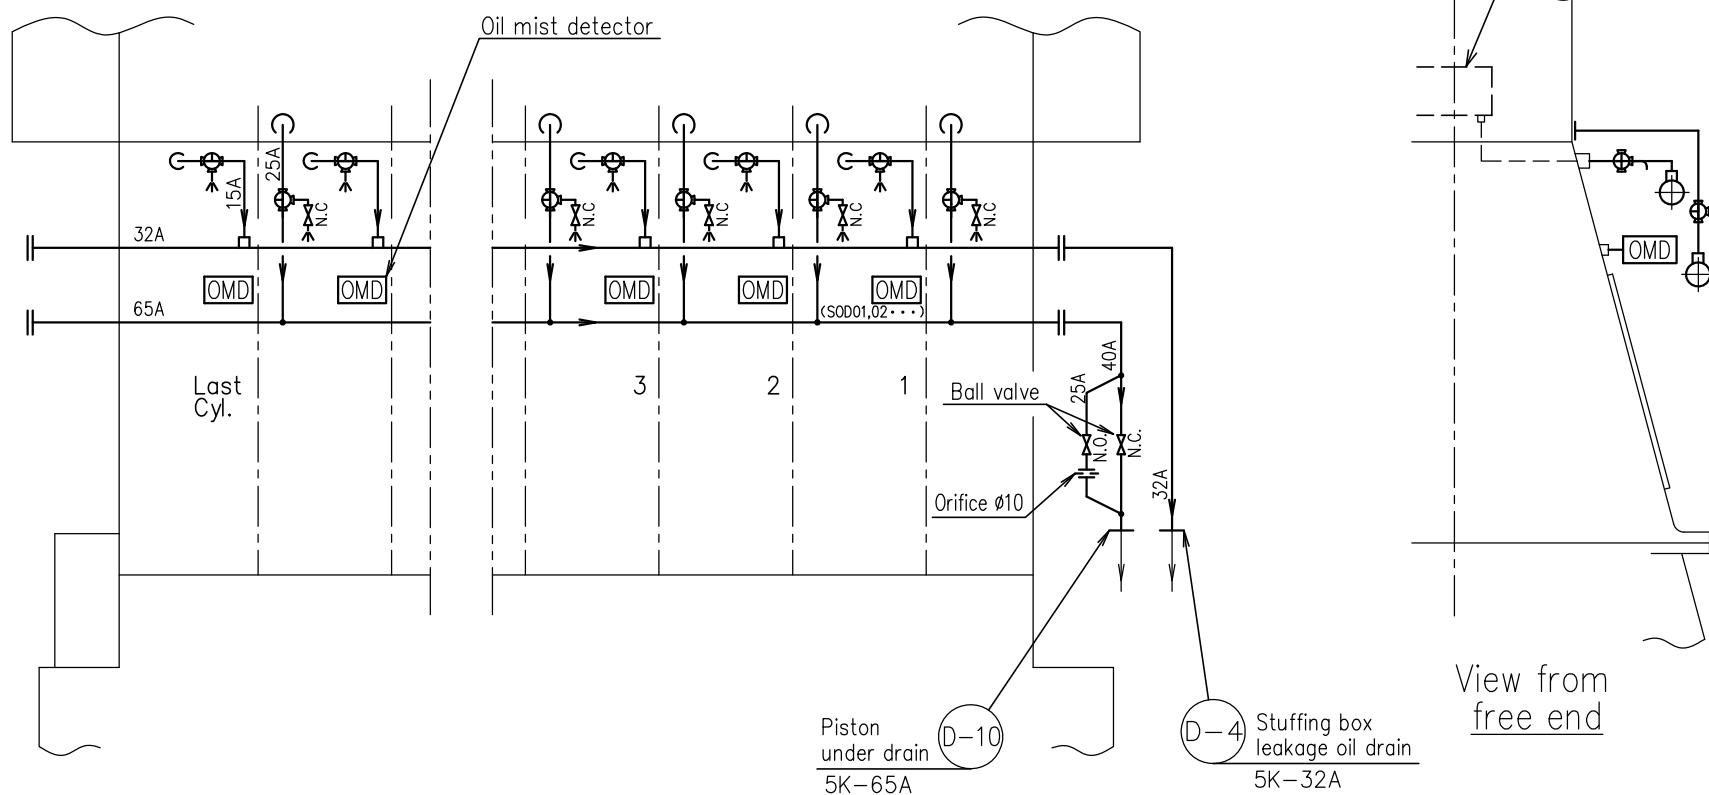 Oil mist detector
25A
15A
N.C
N.C
N.C
N.C
N.C
32A
OMD
OMD
OMD
OMD
OMD
OMD
65A
(SOD01,02・・・)
Last
Cyl.
3
2
1
40A
25A
Ball valve
N.O.
N.C.
Orifice ø10
32A
Piston
under drain
D-10
5K-65A
D-4
Stuffing box
leakage oil drain
5K-32A
View from
free end